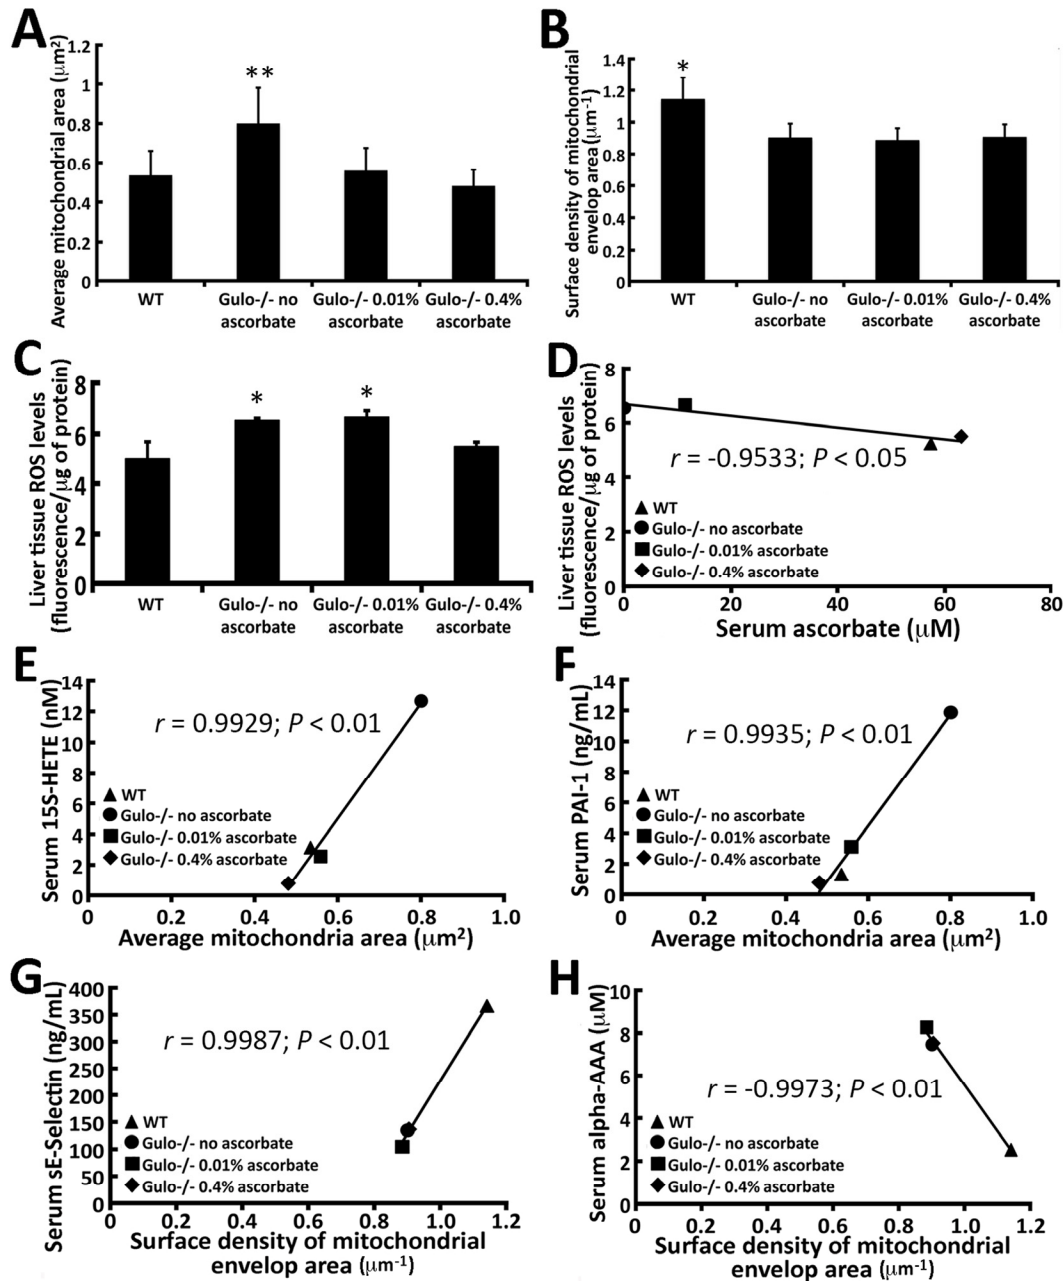 A
Average mitochondrial area (μm²)
1.2
1
0.8
0.6
0.4
0.2
0
**
WT
Gulo-/- no
ascorbate
Gulo-/- 0.01%
ascorbate
Gulo-/- 0.4%
ascorbate
B
Surface density of mitochondrial
envelop area (μm⁻¹)
1.4
1.2
1
0.8
0.6
0.4
0.2
0
*
WT
Gulo-/- no
ascorbate
Gulo-/- 0.01%
ascorbate
Gulo-/- 0.4%
ascorbate
C
Liver tissue ROS levels
(fluorescence/μg of protein)
8
6
4
2
0
*
*
WT
Gulo-/- no
ascorbate
Gulo-/- 0.01%
ascorbate
Gulo-/- 0.4%
ascorbate
D
Liver tissue ROS levels
(fluorescence/μg of protein)
8
6
4
2
0
r = -0.9533; P < 0.05
WT
Gulo-/- no ascorbate
Gulo-/- 0.01% ascorbate
Gulo-/- 0.4% ascorbate
0 20 40 60 80
Serum ascorbate (μM)
E
Serum 15S-HETE (nM)
14
12
10
8
6
4
2
0
r = 0.9929; P < 0.01
WT
Gulo-/- no ascorbate
Gulo-/- 0.01% ascorbate
Gulo-/- 0.4% ascorbate
0 0.2 0.4 0.6 0.8 1.0
Average mitochondria area (μm²)
F
Serum PAI-1 (ng/mL)
14
12
10
8
6
4
2
0
r = 0.9935; P < 0.01
WT
Gulo-/- no ascorbate
Gulo-/- 0.01% ascorbate
Gulo-/- 0.4% ascorbate
0 0.2 0.4 0.6 0.8 1.0
Average mitochondria area (μm²)
G
Serum sE-Selectin (ng/mL)
400
350
300
250
200
150
100
50
0
r = 0.9987; P < 0.01
WT
Gulo-/- no ascorbate
Gulo-/- 0.01% ascorbate
Gulo-/- 0.4% ascorbate
0 0.2 0.4 0.6 0.8 1.0 1.2
Surface density of mitochondrial
envelop area (μm⁻¹)
H
Serum alpha-AAA (μM)
10
8
6
4
2
0
r = -0.9973; P < 0.01
WT
Gulo-/- no ascorbate
Gulo-/- 0.01% ascorbate
Gulo-/- 0.4% ascorbate
0 0.2 0.4 0.6 0.8 1.0 1.2
Surface density of mitochondrial
envelop area (μm⁻¹)